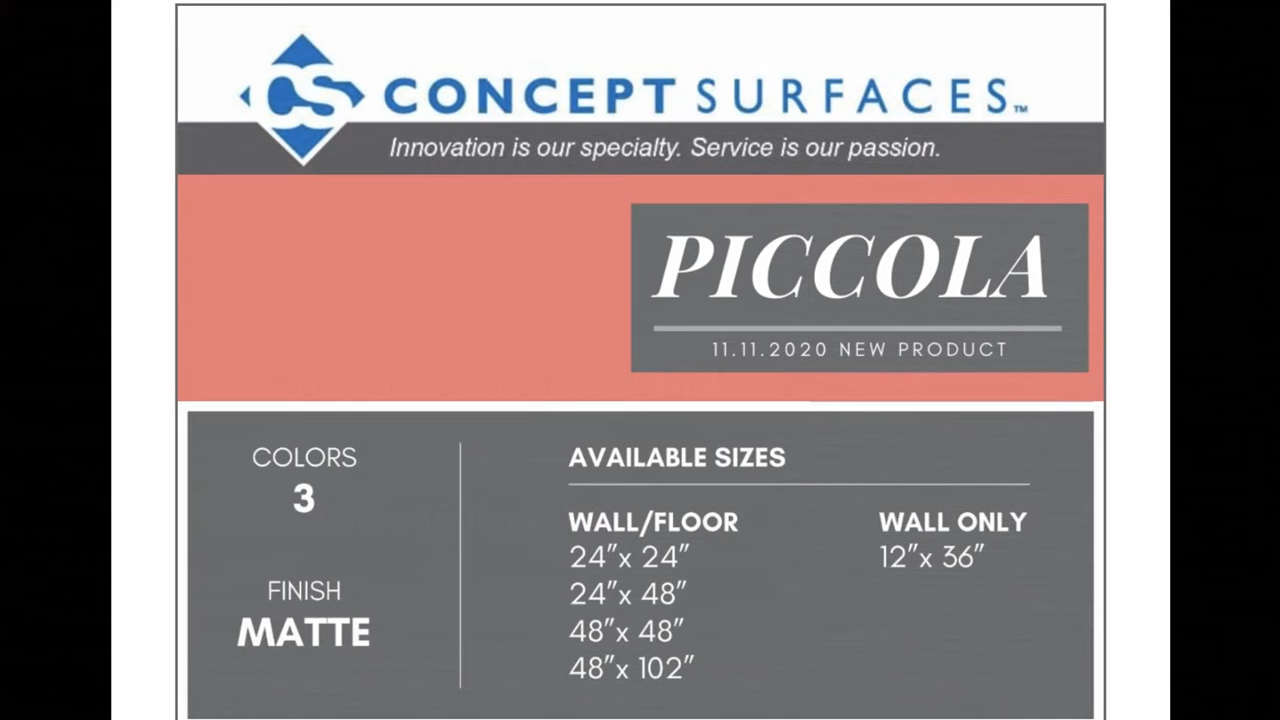 CS CONCEPT SURFACES™
Innovation is our specialty. Service is our passion.
PICCOLA
11.11.2020 NEW PRODUCT
COLORS
3
FINISH
MATTE
AVAILABLE SIZES
WALL/FLOOR
24"x 24"
24"x 48"
48"x 48"
48"x 102"
WALL ONLY
12"x 36"